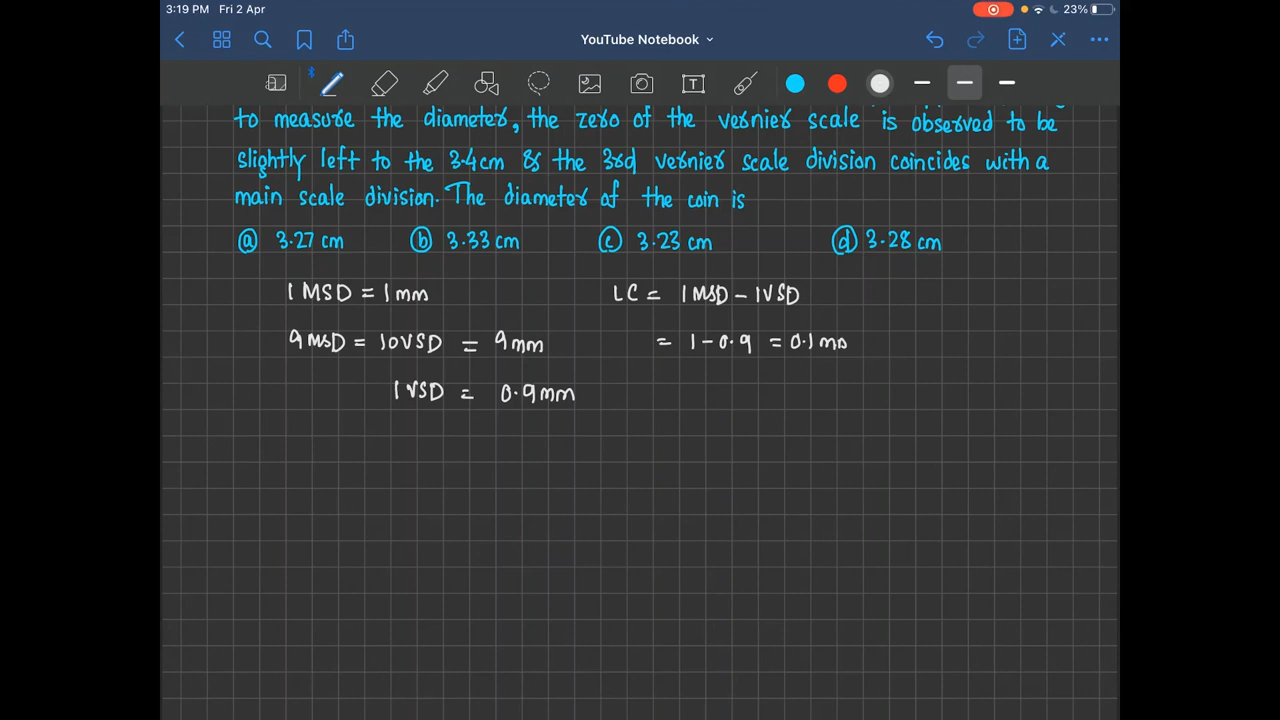 3:19 PM Fri 2 Apr
23%
YouTube Notebook
T
to measure the diameter, the zero of the vernier scale is observed to be
slightly left to the 3.4cm & the 3rd vernier scale division coincides with a
main scale division. The diameter of the coin is
(a) 3.27 cm (b) 3.33 cm (c) 3.23 cm (d) 3.28 cm
1 MSD = 1 mm LC = 1 MSD - 1 VSD
9 MSD = 10 VSD = 9 mm = 1 - 0.9 = 0.1 mm
1 VSD = 0.9 mm